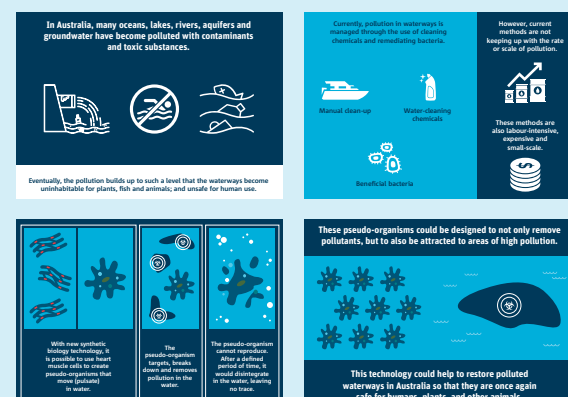 In Australia, many oceans, lakes, rivers, aquifers and
groundwater have become polluted with contaminants
and toxic substances.
Eventually, the pollution builds up to such a level that the waterways become
uninhabitable for plants, fish and animals; and unsafe for human use.
Currently, pollution in waterways is
managed through the use of cleaning
chemicals and remediating bacteria.
Manual clean-up
Water-cleaning
chemicals
Beneficial bacteria
However, current
methods are not
keeping up with the rate
or scale of pollution.
These methods are
also labour-intensive,
expensive and
small-scale.
With new synthetic
biology technology, it
is possible to use heart
muscle cells to create
pseudo-organisms that
move (pulsate)
in water.
The
pseudo-organism
targets, breaks
down and removes
pollution in the
water.
The pseudo-organism
cannot reproduce.
After a defined
period of time, it
would disintegrate
in the water, leaving
no trace.
These pseudo-organisms could be designed to not only remove
pollutants, but to also be attracted to areas of high pollution.
This technology could help to restore polluted
waterways in Australia so that they are once again
safe for humans, plants, and other animals.